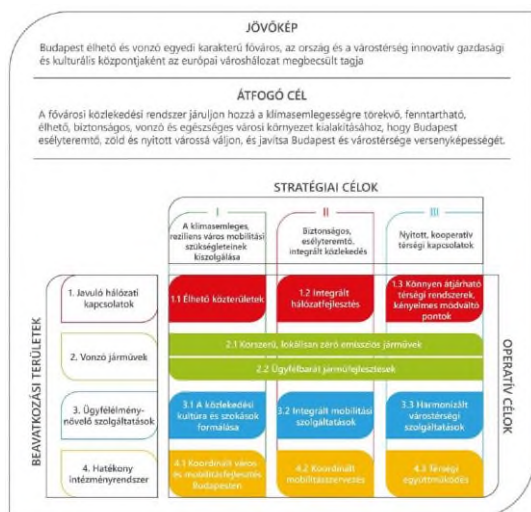 JÖVŐKÉP
Budapest élhető és vonzó egyedi karakterű főváros, az ország és a várostérség innovatív gazdasági
és kulturális központjaként az európai városhálózat megbecsült tagja
ÁTFOGÓ CÉL
A fővárosi közlekedési rendszer járuljon hozzá a klímasemlegességre törekvő, fenntartható,
élhető, biztonságos, vonzó és egészséges városi környezet kialakításához, hogy Budapest
esélyteremtő, zöld és nyitott várossá váljon, és javítsa Budapest és várostérsége versenyképességét.
STRATÉGIAI CÉLOK
I
A klímasemleges,
reziliens város mobilitási
szükségleteinek
kiszolgálása
II
Biztonságos,
esélyteremtő,
integrált közlekedés
III
Nyitott, kooperatív
térségi kapcsolatok
BEAVATKOZÁSI TERÜLETEK
OPERATÍV CÉLOK
1. Javuló hálózati
kapcsolatok
1.1 Élhető közterületek
1.2 Integrált
hálózatfejlesztés
1.3 Könnyen átjárható
térségi rendszerek,
kényelmes módváltó
pontok
2. Vonzó járművek
2.1 Korszerű, lokálisan zéró emissziós járművek
2.2 Ügyfélbarát járműfejlesztések
3. Ügyfélélmény-
növelő szolgáltatások
3.1 A közlekedési
kultúra és szokások
formálása
3.2 Integrált mobilitási
szolgáltatások
3.3 Harmonizált
várostérségi
szolgáltatások
4. Hatékony
intézményrendszer
4.1 Koordinált város
és mobilitásfejlesztés
Budapesten
4.2 Koordinált
mobilitásszervezés
4.3 Térségi
együttműködés